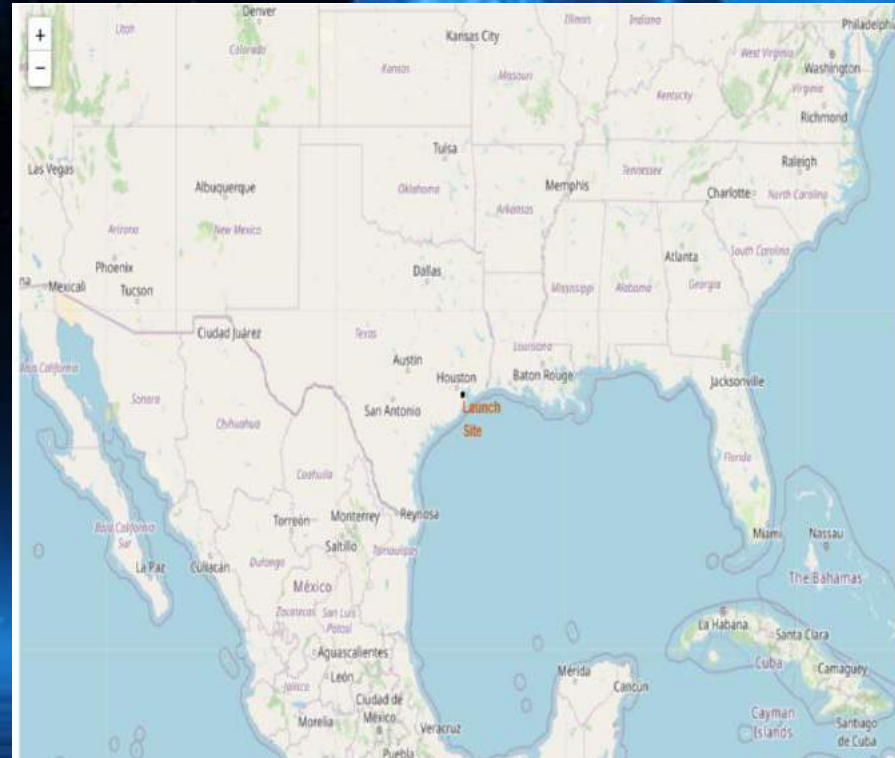 +
−
Denver
Utah
Colorado
Kansas City
Illinois
Indiana
Philadelphia
Kansas
Missouri
West Virginia
Washington
Virginia
Kentucky
Richmond
Las Vegas
Tulsa
Tennessee
Raleigh
Albuquerque
Oklahoma
Memphis
Charlotte
North Carolina
Arizona
New Mexico
Arkansas
South Carolina
Atlanta
Phoenix
Dallas
Mexicali
Tucson
Mississippi
Alabama
Georgia
Ciudad Juárez
Texas
Louisiana
Baja California
Austin
Houston
Baton Rouge
Jacksonville
Sonora
San Antonio
Launch
Site
Chihuahua
Florida
Coahuila
Torreón
Monterrey
Reynosa
Baja California
Sur
Saltillo
Tamaulipas
Miami
Nassau
La Paz
Culiacán
Durango
The Bahamas
México
Zacatecas
San Luis
Potosí
La Habana
Santa Clara
Aguascalientes
Cuba
León
Mérida
Camagüey
Jalisco
Cancún
Ciudad de
México
Cayman
Islands
Morelia
Veracruz
Santiago
de Cuba
Puebla